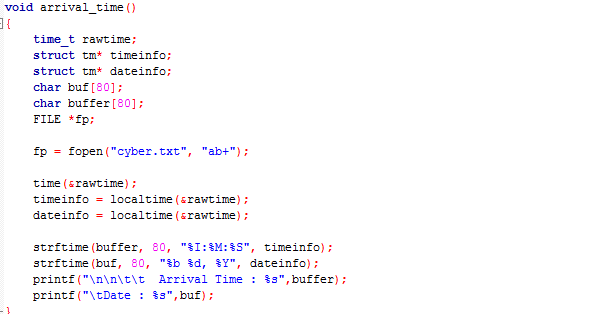 void arrival_time()
{
time_t rawtime;
struct tm* timeinfo;
struct tm* dateinfo;
char buf[80];
char buffer[80];
FILE *fp;
fp = fopen("cyber.txt", "ab+");
time(&rawtime);
timeinfo = localtime(&rawtime);
dateinfo = localtime(&rawtime);
strftime(buffer, 80, "%I:%M:%S", timeinfo);
strftime(buf, 80, "%b %d, %Y", dateinfo);
printf("\n\n\t\t  Arrival Time : %s",buffer);
printf("\tDate : %s",buf);
}